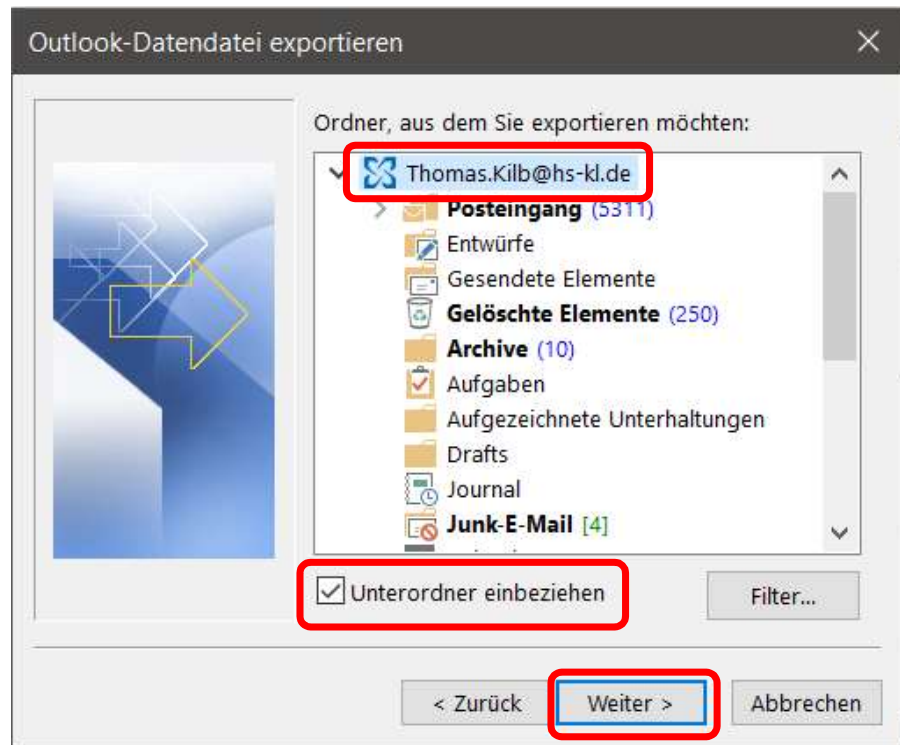 Outlook-Datendatei exportieren
Ordner, aus dem Sie exportieren möchten:
Thomas.Kilb@hs-kl.de
Posteingang (5311)
Entwürfe
Gesendete Elemente
Gelöschte Elemente (250)
Archive (10)
Aufgaben
Aufgezeichnete Unterhaltungen
Drafts
Journal
Junk-E-Mail [4]
Unterordner einbeziehen
Filter...
< Zurück
Weiter >
Abbrechen